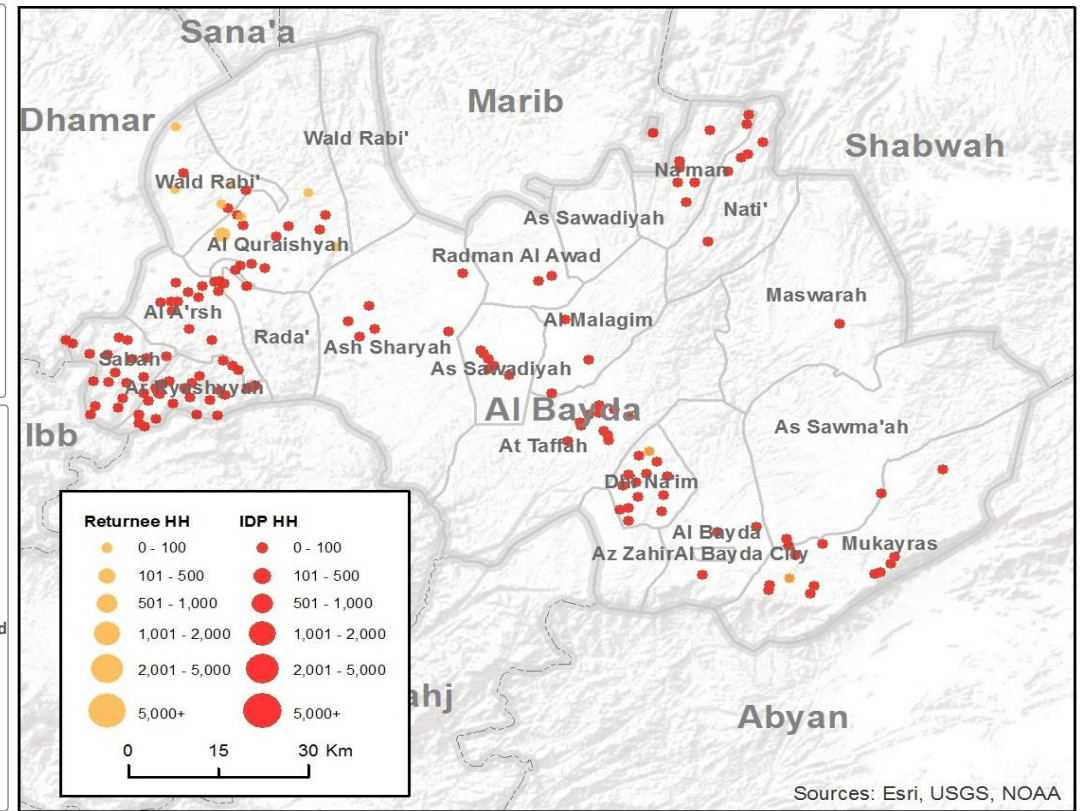 Sana'a
Marib
Dhamar
Wald Rabi'
Shabwah
Na'man
Wald Rabi'
Nati'
As Sawadiyah
Al Quraishyah
Radman Al Awad
Maswarah
Al A'rsh
Al Malagim
Rada'
Ash Sharyah
Sabah
As Sawadiyah
Ar Ryashyyah
Al Bayda
As Sawma'ah
Ibb
At Taffah
Dhi Na'im
Al Bayda
Mukayras
Az Zahir
Al Bayda City
Returnee HH
IDP HH
0 - 100
0 - 100
101 - 500
101 - 500
501 - 1,000
501 - 1,000
1,001 - 2,000
1,001 - 2,000
2,001 - 5,000
2,001 - 5,000
5,000+
5,000+
0 15 30 Km
ahj
Abyan
d
Sources: Esri, USGS, NOAA